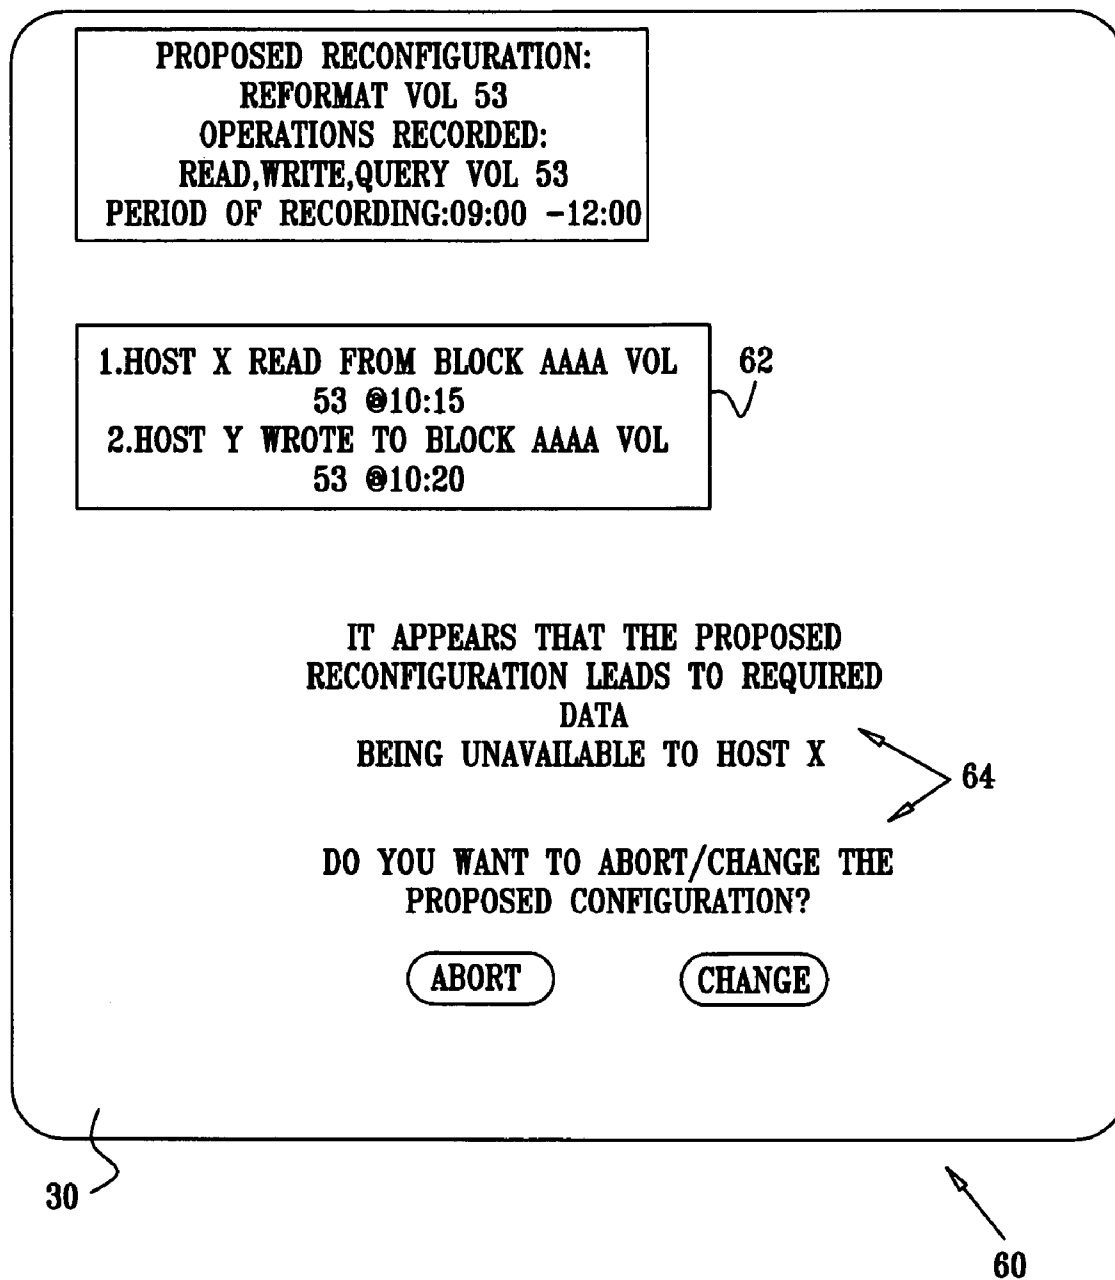 PROPOSED RECONFIGURATION:
REFORMAT VOL 53
OPERATIONS RECORDED:
READ,WRITE,QUERY VOL 53
PERIOD OF RECORDING:09:00 -12:00
1.HOST X READ FROM BLOCK AAAA VOL
53 @10:15
2.HOST Y WROTE TO BLOCK AAAA VOL
53 @10:20
62
IT APPEARS THAT THE PROPOSED
RECONFIGURATION LEADS TO REQUIRED
DATA
BEING UNAVAILABLE TO HOST X
64
DO YOU WANT TO ABORT/CHANGE THE
PROPOSED CONFIGURATION?
ABORT
CHANGE
30
60